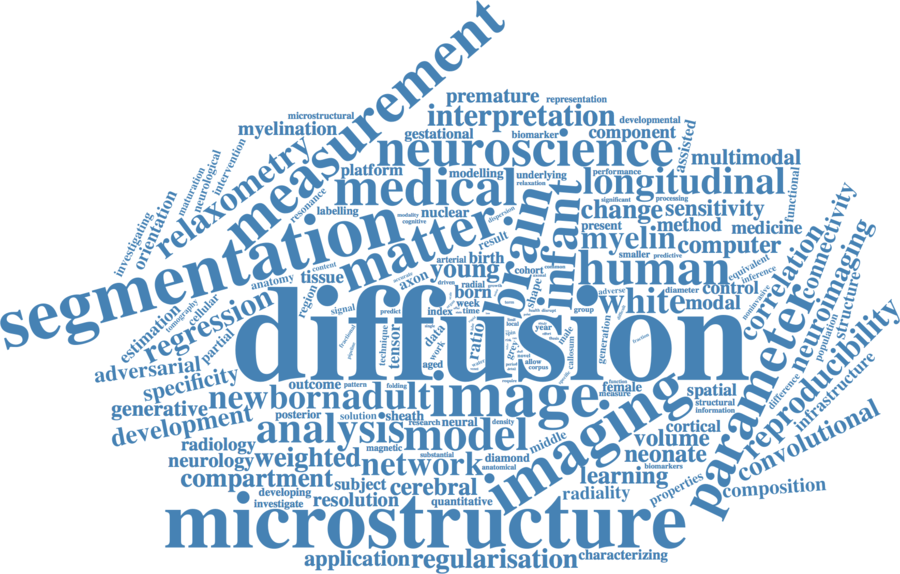 premature
representation
microstructural
myelination
gestational
interpretation
developmental
biomarker
component
assisted
measurement
neuroscience
multimodal
platform
modelling
underlying
relaxation
performance
longitudinal
functional
intervention
neurological
maturation
relaxometry
resonance
medical
brain
infant
significant
processing
change
sensitivity
investigating
orientation
labelling
modality
cognitive
nuclear
dispersion
present
method
medicine
segmentation
matter
result
myelin
computer
connectivity
content
anatomy
arterial
birth
smaller
predictive
equivalent
inference
correlation
tissue
accurate
axon
young
cohort
common
human
neuroimaging
region
driven
radial
growth
shape
adverse
diameter
control
noninvasive
cellular
tomography
estimation
regression
signal
predict
born
week
time
index
white
modal
group
structure
population
diffusion
partial
fractional
pipeline
technique
tensor
data
work
aged
ratio
grey
year
male
allow
corpus
callosum
generation
fraction
parameter
adversarial
specificity
outcome
pattern
folding
function
measure
female
spatial
difference
reproducibility
infrastructure
generative
newborn
adult
image
structural
information
development
posterior
solution
sheath
research
neural
density
imaging
cortical
convolutional
radiology
analysis
magnetic
model
middle
volume
neurology
weighted
substantial
network
diamond
anatomical
neonate
biomarkers
compartment
subject
cerebral
learning
properties
composition
developing
investigate
resolution
quantitative
radiality
microstructure
application
regularisation
characterizing